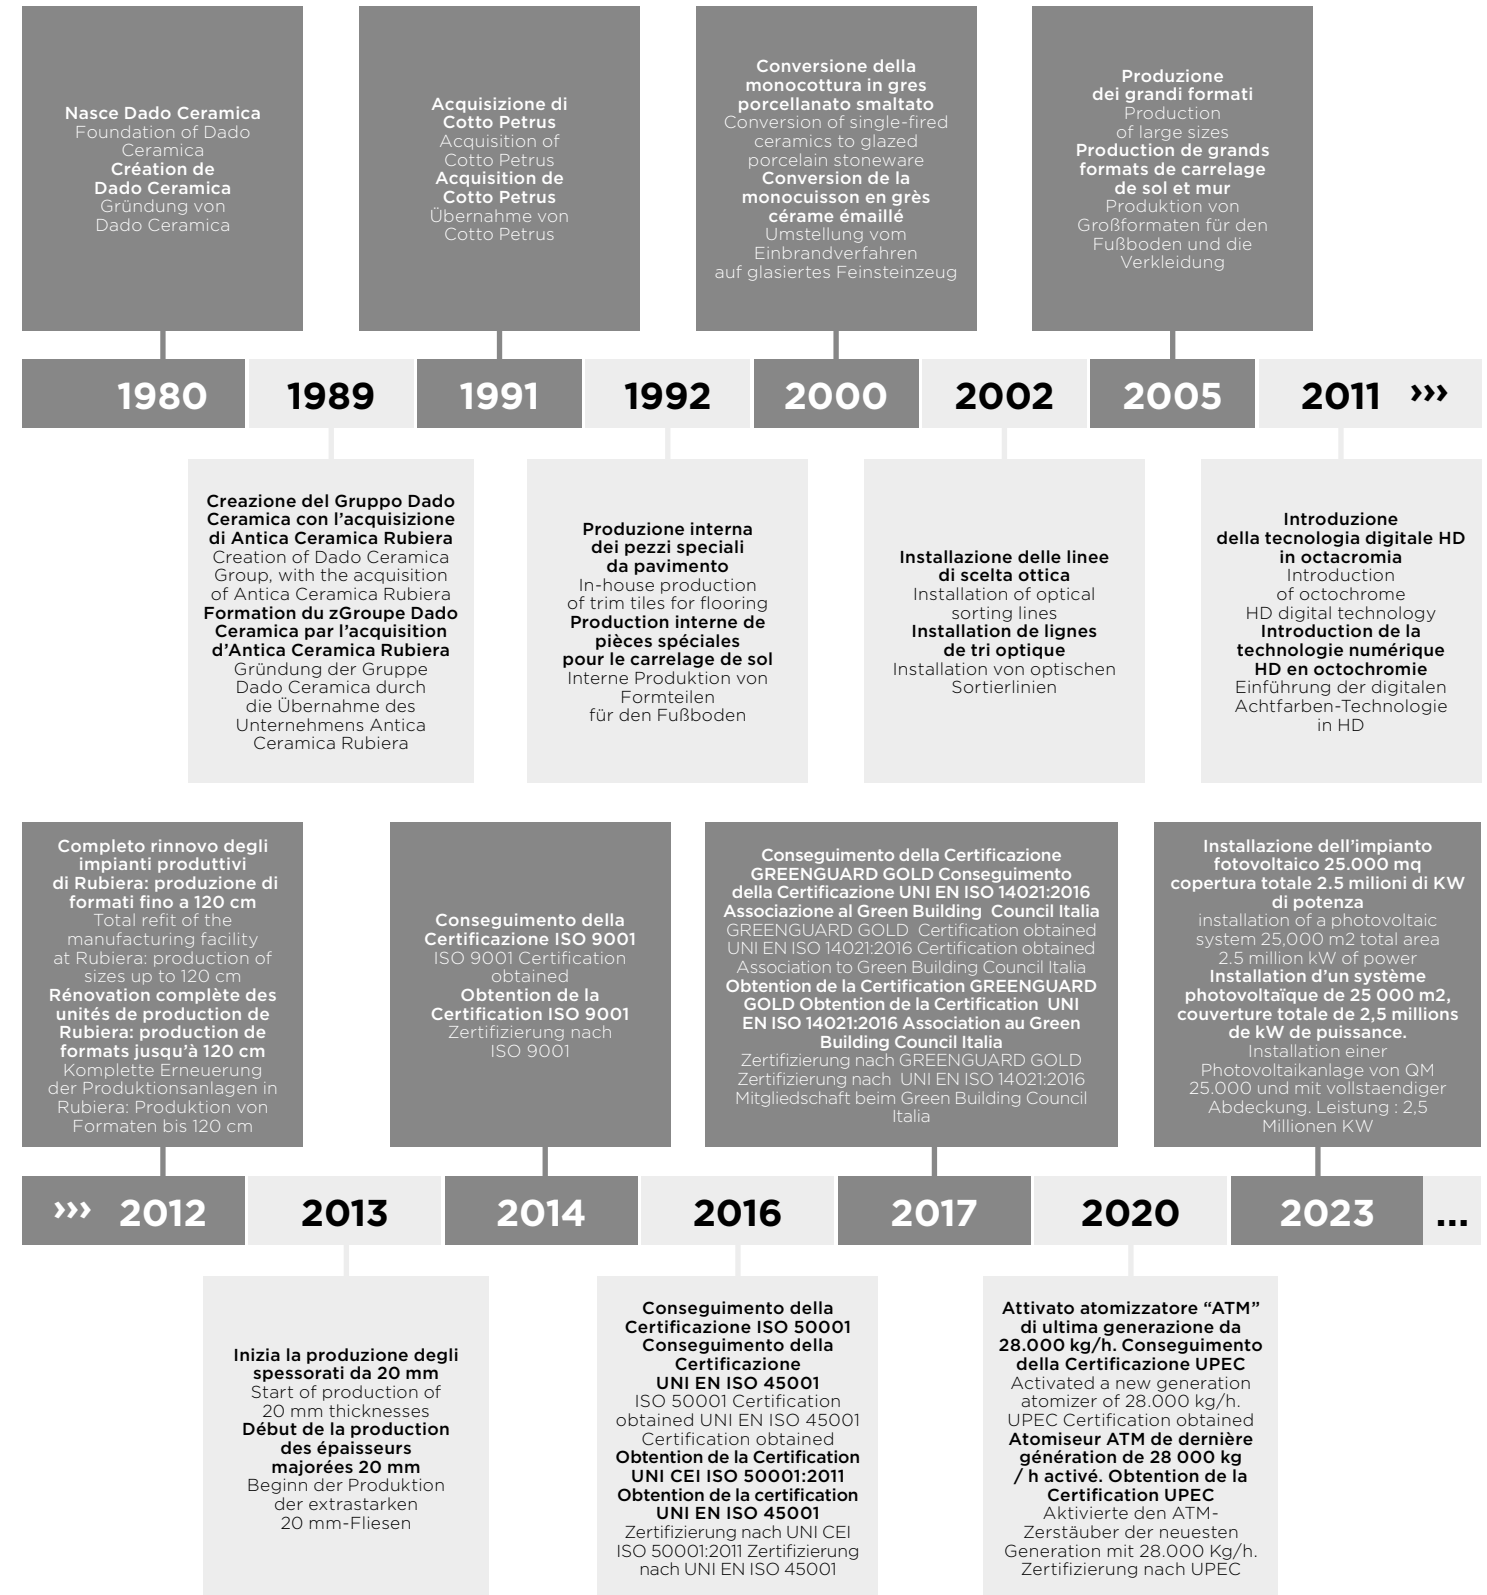 Nasce Dado Ceramica
Foundation of Dado
Ceramica
Création de
Dado Ceramica
Gründung von
Dado Ceramica
Acquisizione di
Cotto Petrus
Acquisition of
Cotto Petrus
Acquisition de
Cotto Petrus
Übernahme von
Cotto Petrus
Conversione della
monocottura in gres
porcellanato smaltato
Conversion of single-fired
ceramics to glazed
porcelain stoneware
Conversion de la
monocuisson en grès
cérame émaillé
Umstellung vom
Einbrandverfahren
auf glasiertes Feinsteinzeug
Produzione
dei grandi formati
Production
of large sizes
Production de grands
formats de carrelage
de sol et mur
Produktion von
Großformaten für den
Fußboden und die
Verkleidung
1980 1989 1991 1992 2000 2002 2005 2011 ›››
Creazione del Gruppo Dado
Ceramica con l’acquisizione
di Antica Ceramica Rubiera
Creation of Dado Ceramica
Group, with the acquisition
of Antica Ceramica Rubiera
Formation du zGroupe Dado
Ceramica par l’acquisition
d’Antica Ceramica Rubiera
Gründung der Gruppe
Dado Ceramica durch
die Übernahme des
Unternehmens Antica
Ceramica Rubiera
Produzione interna
dei pezzi speciali
da pavimento
In-house production
of trim tiles for flooring
Production interne de
pièces spéciales
pour le carrelage de sol
Interne Produktion von
Formteilen
für den Fußboden
Installazione delle linee
di scelta ottica
Installation of optical
sorting lines
Installation de lignes
de tri optique
Installation von optischen
Sortierlinien
Introduzione
della tecnologia digitale HD
in octacromia
Introduction
of octochrome
HD digital technology
Introduction de la
technologie numérique
HD en octochromie
Einführung der digitalen
Achtfarben-Technologie
in HD
Completo rinnovo degli
impianti produttivi
di Rubiera: produzione di
formati fino a 120 cm
Total refit of the
manufacturing facility
at Rubiera: production of
sizes up to 120 cm
Rénovation complète des
unités de production de
Rubiera: production de
formats jusqu’à 120 cm
Komplette Erneuerung
der Produktionsanlagen in
Rubiera: Produktion von
Formaten bis 120 cm
Conseguimento della
Certificazione ISO 9001
ISO 9001 Certification
obtained
Obtention de la
Certification ISO 9001
Zertifizierung nach
ISO 9001
Conseguimento della Certificazione
GREENGUARD GOLD Conseguimento
della Certificazione UNI EN ISO 14021:2016
Associazione al Green Building Council Italia
GREENGUARD GOLD Certification obtained
UNI EN ISO 14021:2016 Certification obtained
Association to Green Building Council Italia
Obtention de la Certification GREENGUARD
GOLD Obtention de la Certification UNI
EN ISO 14021:2016 Association au Green
Building Council Italia
Zertifizierung nach GREENGUARD GOLD
Zertifizierung nach UNI EN ISO 14021:2016
Mitgliedschaft beim Green Building Council
Italia
Installazione dell’impianto
fotovoltaico 25.000 mq
copertura totale 2.5 milioni di KW
di potenza
installation of a photovoltaic
system 25,000 m2 total area
2.5 million kW of power
Installation d’un système
photovoltaïque de 25 000 m2,
couverture totale de 2,5 millions
de kW de puissance.
Installation einer
Photovoltaikanlage von QM
25.000 und mit vollstaendiger
Abdeckung. Leistung : 2,5
Millionen KW
››› 2012 2013 2014 2016 2017 2020 2023 ...
Inizia la produzione degli
spessorati da 20 mm
Start of production of
20 mm thicknesses
Début de la production
des épaisseurs
majorées 20 mm
Beginn der Produktion
der extrastarken
20 mm-Fliesen
Conseguimento della
Certificazione ISO 50001
Conseguimento della
Certificazione
UNI EN ISO 45001
ISO 50001 Certification
obtained UNI EN ISO 45001
Certification obtained
Obtention de la Certification
UNI CEI ISO 50001:2011
Obtention de la certification
UNI EN ISO 45001
Zertifizierung nach UNI CEI
ISO 50001:2011 Zertifizierung
nach UNI EN ISO 45001
Attivato atomizzatore “ATM”
di ultima generazione da
28.000 kg/h. Conseguimento
della Certificazione UPEC
Activated a new generation
atomizer of 28.000 kg/h.
UPEC Certification obtained
Atomiseur ATM de dernière
génération de 28 000 kg
/ h activé. Obtention de la
Certification UPEC
Aktivierte den ATM-
Zerstäuber der neuesten
Generation mit 28.000 Kg/h.
Zertifizierung nach UPEC